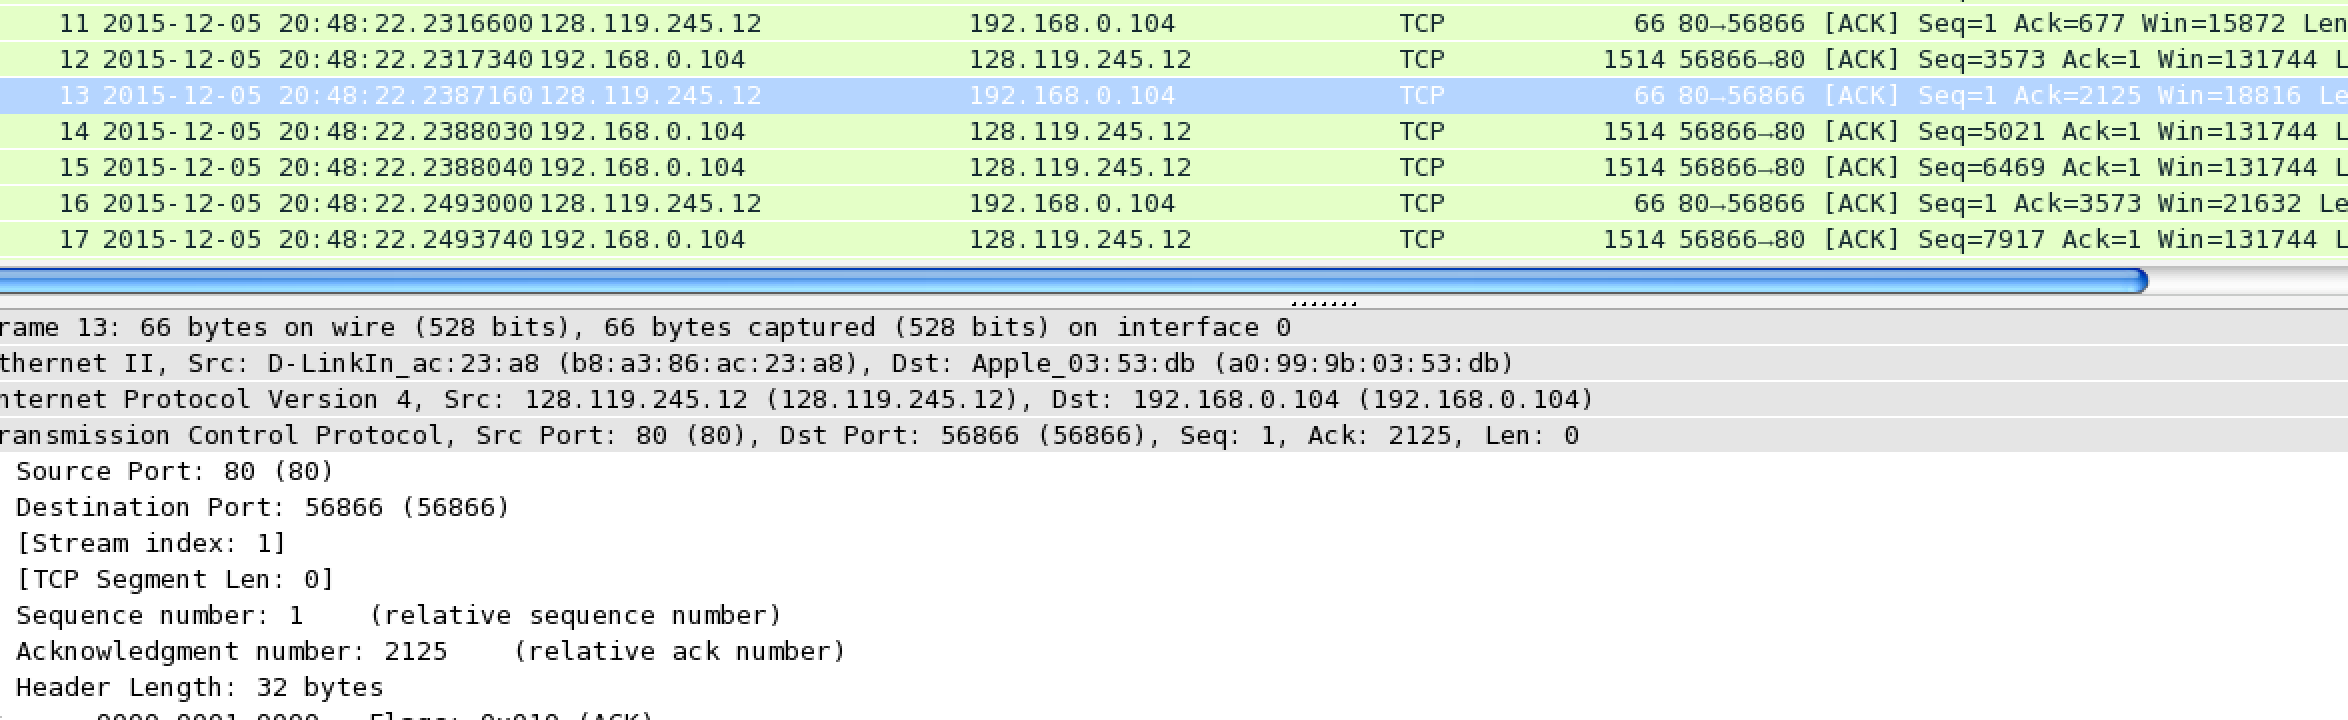 11 2015-12-05 20:48:22.2316600 128.119.245.12 192.168.0.104 TCP 66 80→56866 [ACK] Seq=1 Ack=677 Win=15872 Len
12 2015-12-05 20:48:22.2317340 192.168.0.104 128.119.245.12 TCP 1514 56866→80 [ACK] Seq=3573 Ack=1 Win=131744 L
13 2015-12-05 20:48:22.2387160 128.119.245.12 192.168.0.104 TCP 66 80→56866 [ACK] Seq=1 Ack=2125 Win=18816 Le
14 2015-12-05 20:48:22.2388030 192.168.0.104 128.119.245.12 TCP 1514 56866→80 [ACK] Seq=5021 Ack=1 Win=131744 L
15 2015-12-05 20:48:22.2388040 192.168.0.104 128.119.245.12 TCP 1514 56866→80 [ACK] Seq=6469 Ack=1 Win=131744 L
16 2015-12-05 20:48:22.2493000 128.119.245.12 192.168.0.104 TCP 66 80→56866 [ACK] Seq=1 Ack=3573 Win=21632 Le
17 2015-12-05 20:48:22.2493740 192.168.0.104 128.119.245.12 TCP 1514 56866→80 [ACK] Seq=7917 Ack=1 Win=131744 L
rame 13: 66 bytes on wire (528 bits), 66 bytes captured (528 bits) on interface 0
thernet II, Src: D-LinkIn_ac:23:a8 (b8:a3:86:ac:23:a8), Dst: Apple_03:53:db (a0:99:9b:03:53:db)
nternet Protocol Version 4, Src: 128.119.245.12 (128.119.245.12), Dst: 192.168.0.104 (192.168.0.104)
ransmission Control Protocol, Src Port: 80 (80), Dst Port: 56866 (56866), Seq: 1, Ack: 2125, Len: 0
Source Port: 80 (80)
Destination Port: 56866 (56866)
[Stream index: 1]
[TCP Segment Len: 0]
Sequence number: 1 (relative sequence number)
Acknowledgment number: 2125 (relative ack number)
Header Length: 32 bytes
.... 0000 0001 0000 = Flags: 0x010 (ACK)